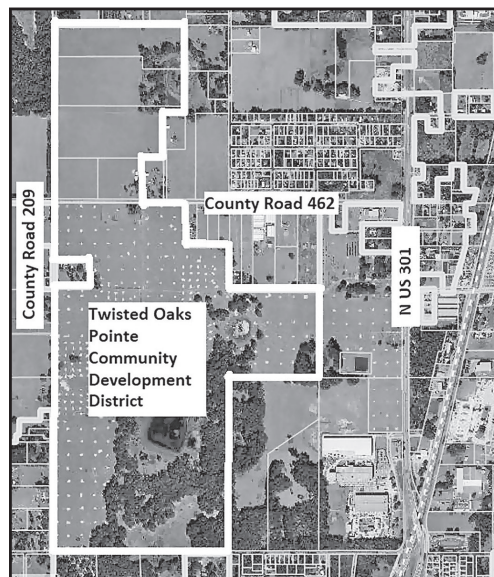 County Road 209
County Road 462
N US 301
Twisted Oaks
Pointe
Community
Development
District